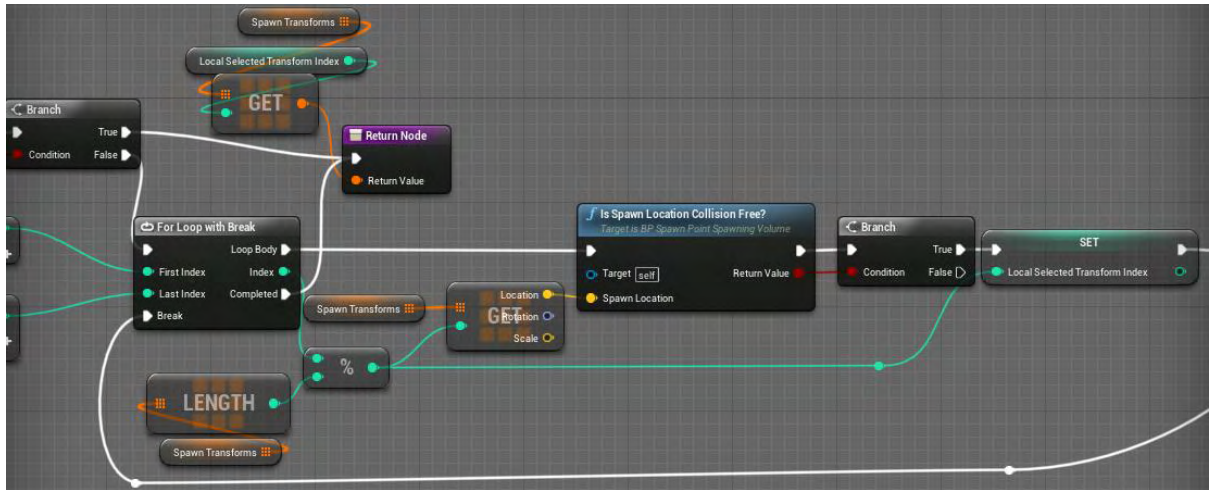 Spawn Transforms
Local Selected Transform Index
GET
Branch
True
Condition
False
Return Node
Return Value
For Loop with Break
Loop Body
First Index
Index
Last Index
Completed
Break
Is Spawn Location Collision Free?
Target is BP Spawn Point Spawning Volume
Target
self
Return Value
Spawn Location
Branch
True
Condition
False
SET
Local Selected Transform Index
Spawn Transforms
GET
Location
Rotation
Scale
%
LENGTH
Spawn Transforms